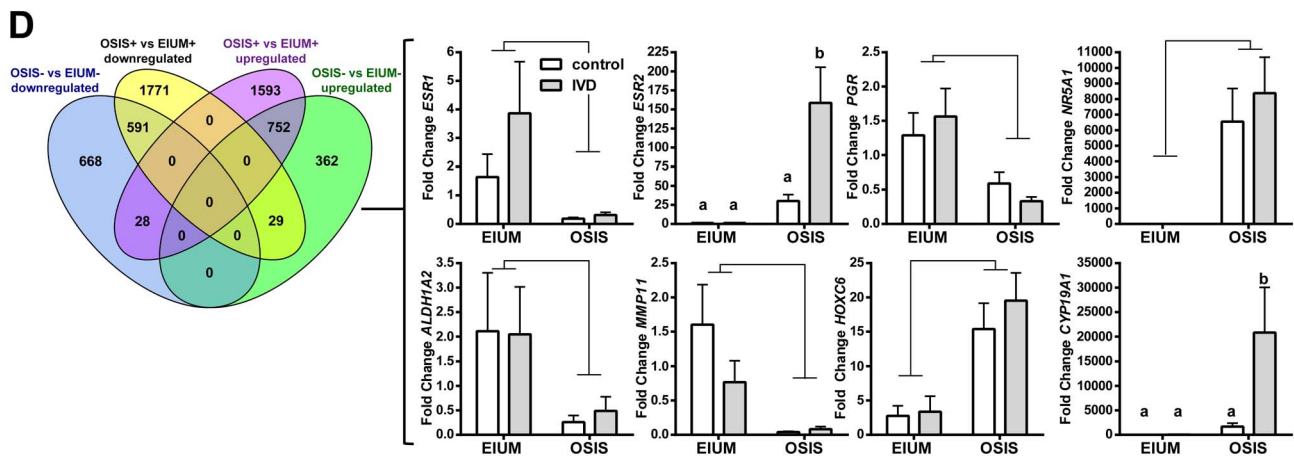 D
OSIS+ vs EIUM+
downregulated
OSIS+ vs EIUM+
upregulated
OSIS- vs EIUM-
downregulated
OSIS- vs EIUM-
upregulated
1771
1593
591
0
752
668
0
0
362
0
28
29
0
0
0
Fold Change ESR1
6
5
4
3
2
1
0
control
IVD
EIUM
OSIS
Fold Change ESR2
225
200
175
150
125
100
75
50
25
0
a
a
a
b
EIUM
OSIS
Fold Change PGR
2.5
2.0
1.5
1.0
0.5
0.0
EIUM
OSIS
Fold Change NR5A1
11000
10000
9000
8000
7000
6000
5000
4000
3000
2000
1000
0
EIUM
OSIS
Fold Change ALDH1A2
3.5
3.0
2.5
2.0
1.5
1.0
0.5
0.0
EIUM
OSIS
Fold Change MMP11
2.5
2.0
1.5
1.0
0.5
0.0
EIUM
OSIS
Fold Change HOXC6
25
20
15
10
5
0
EIUM
OSIS
Fold Change CYP19A1
35000
30000
25000
20000
15000
10000
5000
0
a
a
a
b
EIUM
OSIS